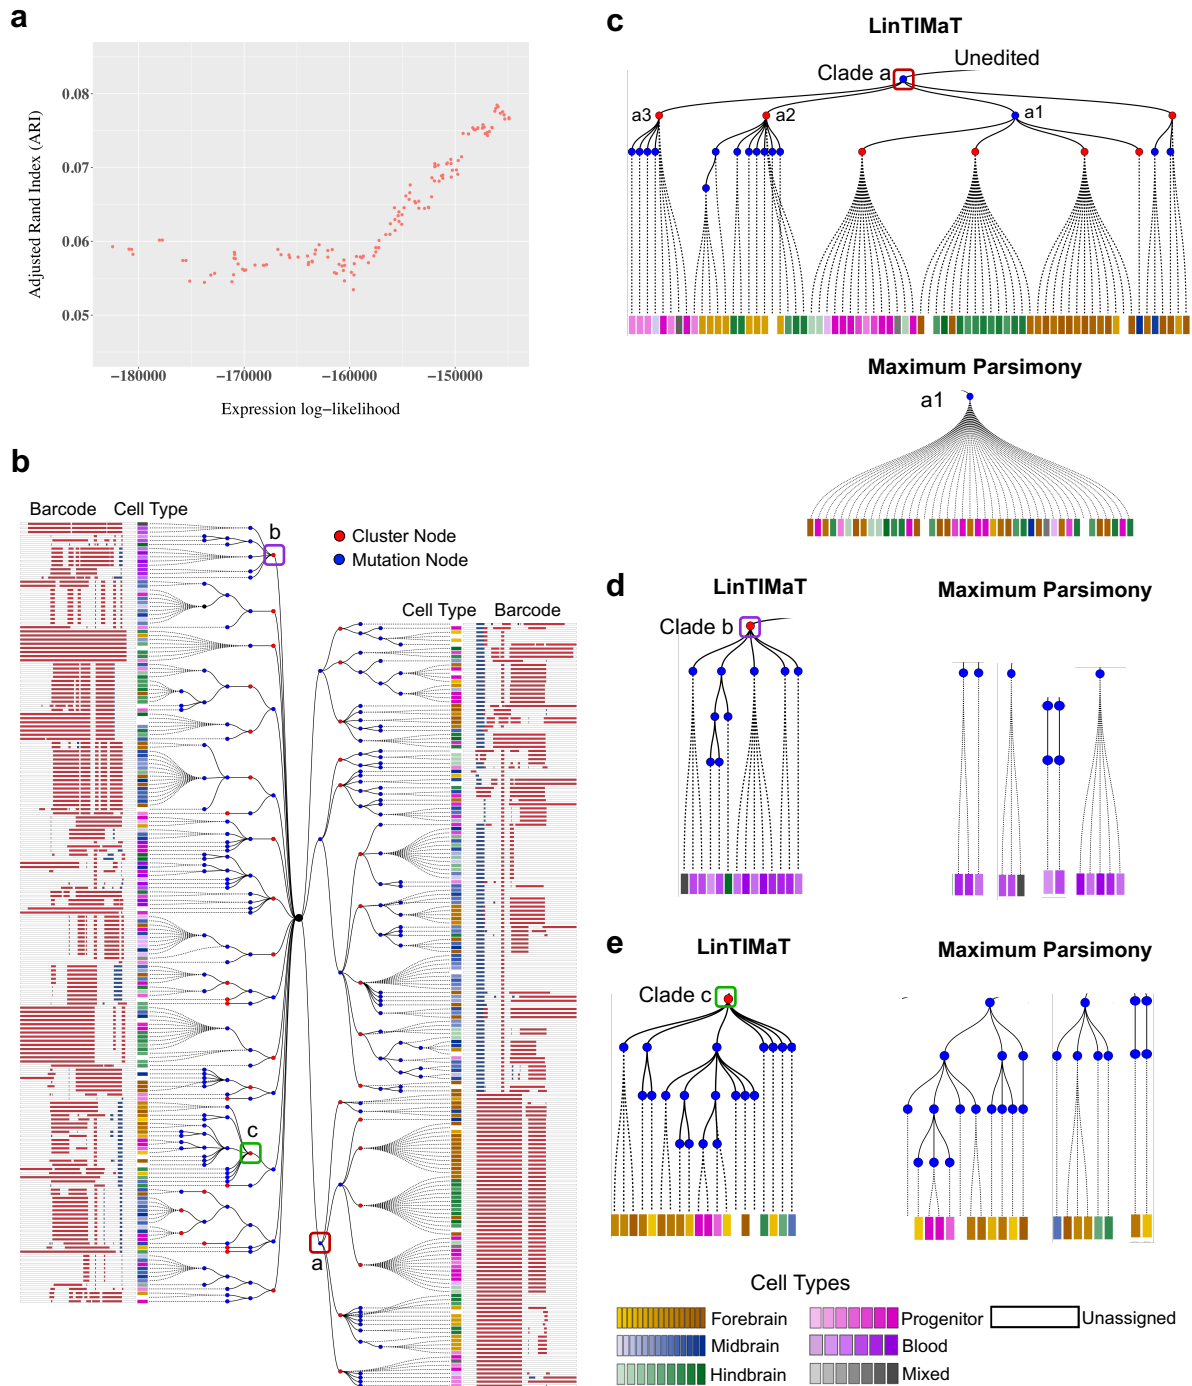 a
0.08
0.07
0.06
0.05
Adjusted Rand Index (ARI)
−180000
−170000
−160000
−150000
Expression log−likelihood
b
Barcode
Cell Type
b
Cluster Node
Mutation Node
Cell Type
Barcode
c
a
c
LinTIMaT
Unedited
Clade a
a3
a2
a1
Maximum Parsimony
a1
d
LinTIMaT
Maximum Parsimony
Clade b
e
LinTIMaT
Maximum Parsimony
Clade c
Cell Types
Forebrain
Progenitor
Unassigned
Midbrain
Blood
Hindbrain
Mixed